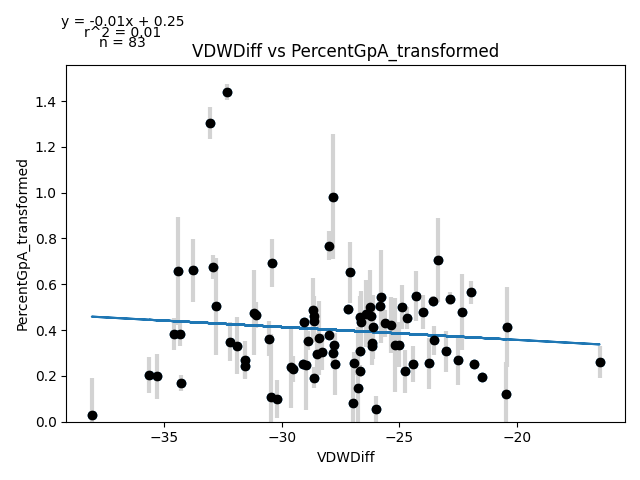 y = -0.01x + 0.25
r^2 = 0.01
n = 83
VDWDiff vs PercentGpA_transformed
PercentGpA_transformed
1.4
1.2
1.0
0.8
0.6
0.4
0.2
0.0
−35
−30
−25
−20
VDWDiff